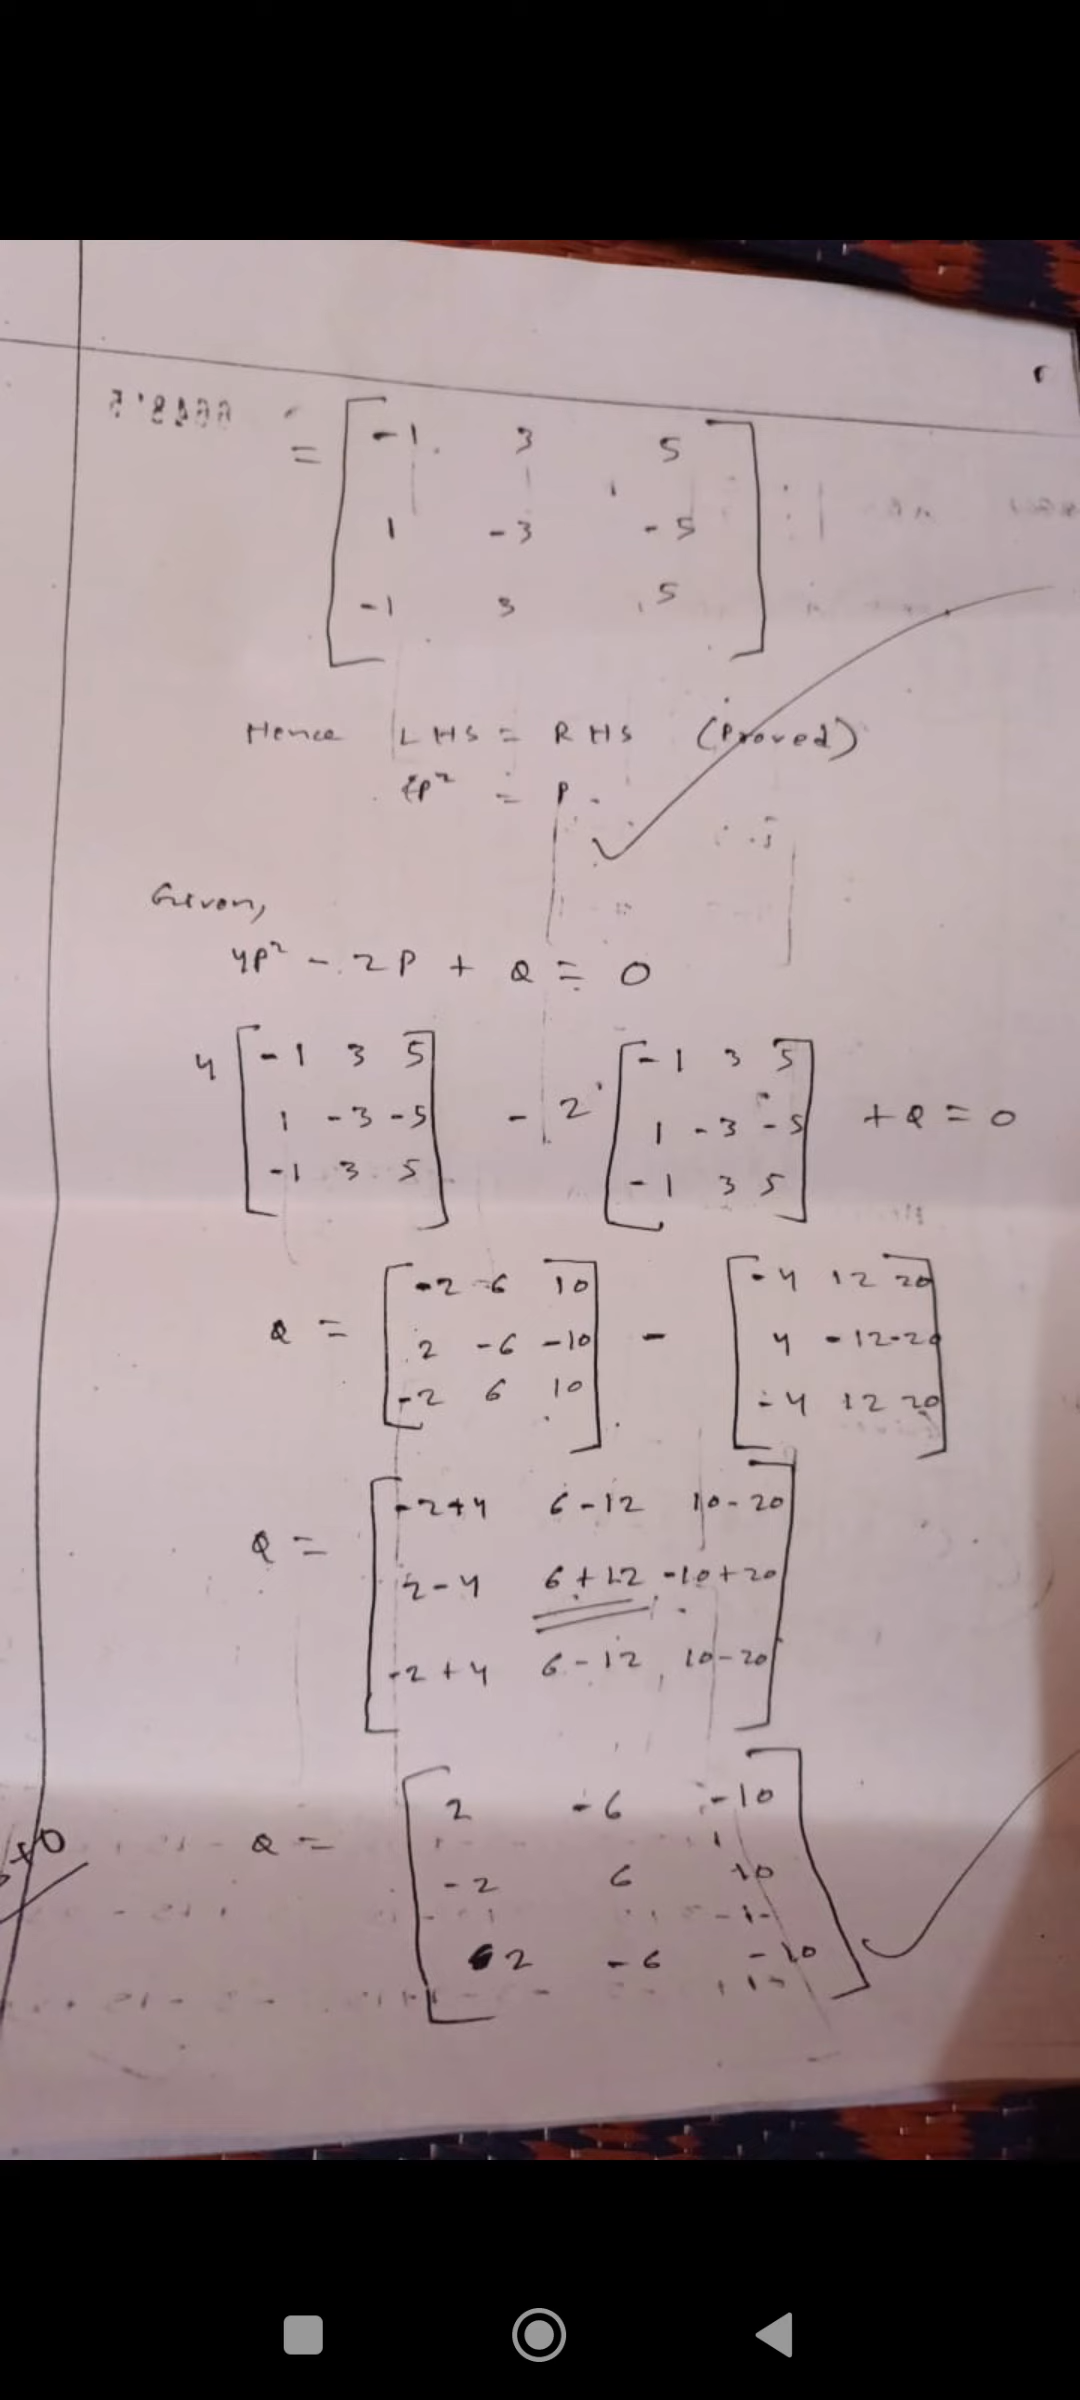 = [ -1 3 5
1 -3 -5
-1 3 5 ]
Hence LHS = RHS (Proved)
P² = P.
Given,
4P² - 2P + Q = 0
4 [ -1 3 5 - 2 [ -1 3 5
1 -3 -5 1 -3 -5 + Q = 0
-1 3 5 ] -1 3 5 ]
Q = [ -2 6 10 - [ -4 12 20
2 -6 -10 4 -12 -20
-2 6 10 ] -4 12 20 ]
Q = [ -2+4 6-12 10-20
2-4 6+12 -10+20
-2+4 6-12 10-20 ]
Q = [ 2 -6 -10
-2 6 10
2 -6 -10 ]